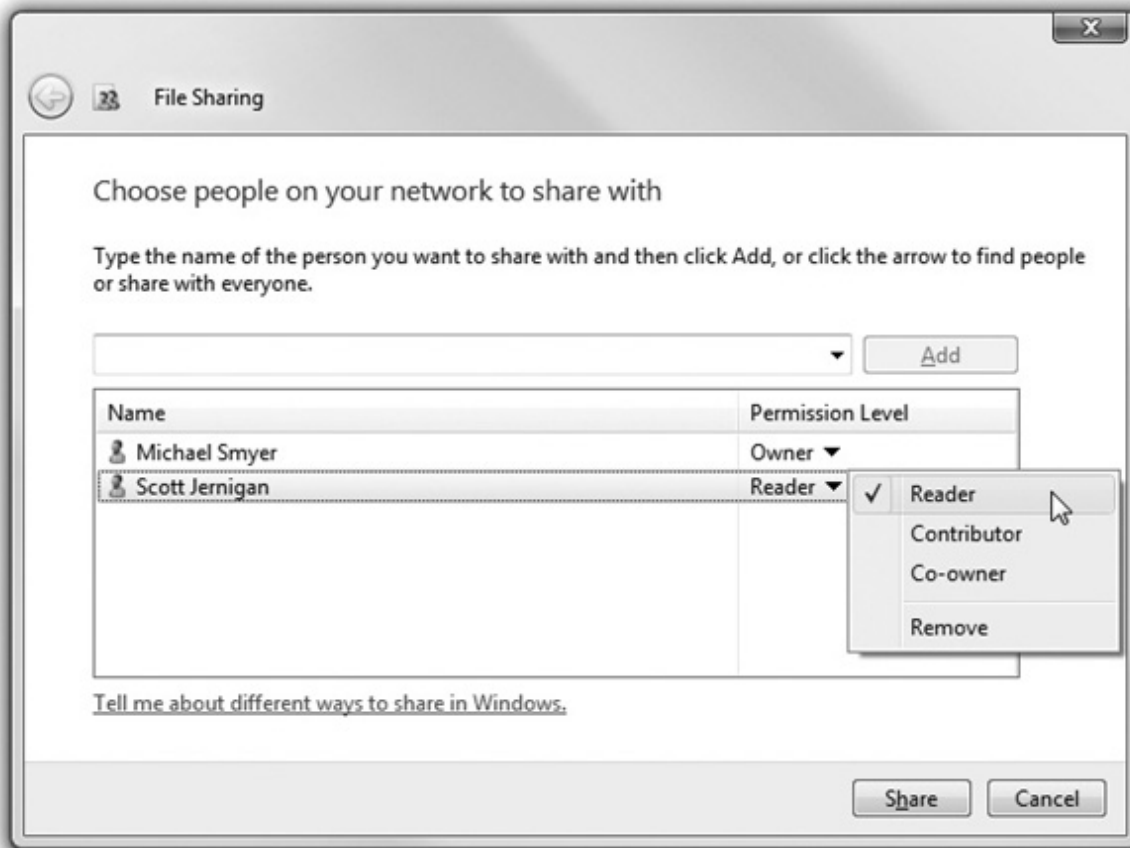 File Sharing
Choose people on your network to share with
Type the name of the person you want to share with and then click Add, or click the arrow to find people
or share with everyone.
Add
Name Permission Level
Michael Smyer Owner
Scott Jernigan Reader
Reader
Contributor
Co-owner
Remove
Tell me about different ways to share in Windows.
Share Cancel